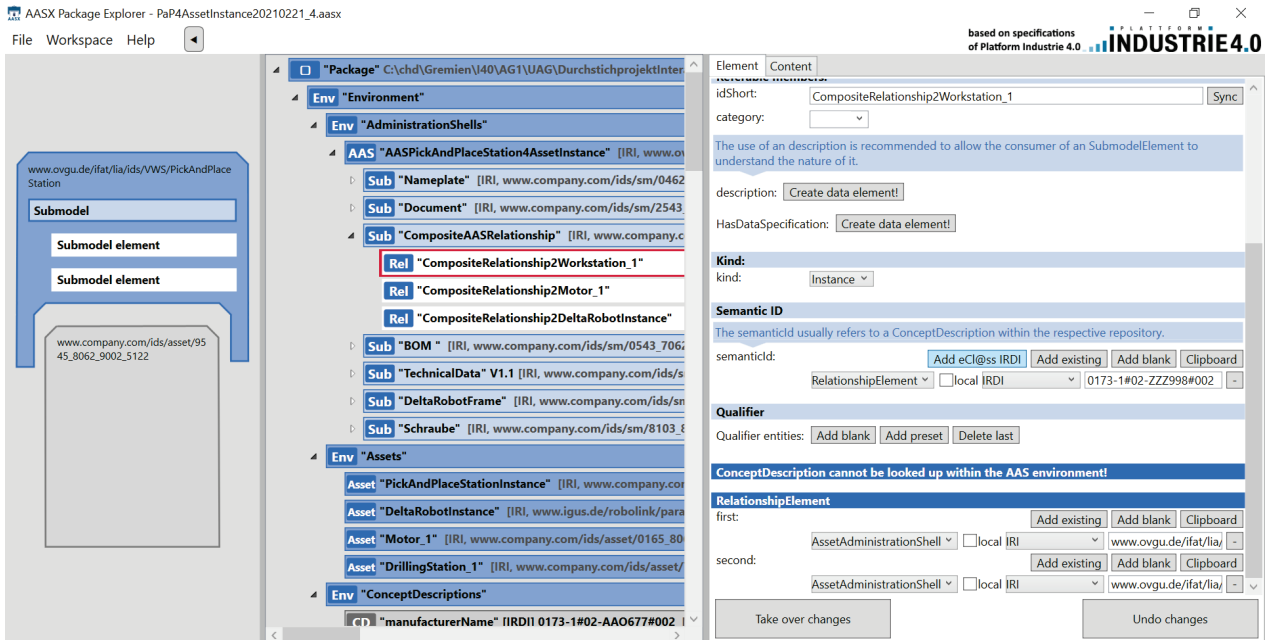 AASX Package Explorer - PaP4AssetInstance20210221_4.aasx
File Workspace Help
based on specifications
of Platform Industrie 4.0
PLATTFORM
INDUSTRIE4.0
www.ovgu.de/ifat/lia/ids/VWS/PickAndPlace
Station
Submodel
Submodel element
Submodel element
www.company.com/ids/asset/95
45_8062_9002_5122
"Package" C:\chd\Gremien\I40\AG1\UAG\DurchstichprojektInter
Env "Environment"
Env "AdministrationShells"
AAS "AASPickAndPlaceStation4AssetInstance" [IRI, www.ov
Sub "Nameplate" [IRI, www.company.com/ids/sm/0462
Sub "Document" [IRI, www.company.com/ids/sm/2543_
Sub "CompositeAASRelationship" [IRI, www.company.c
Rel "CompositeRelationship2Workstation_1"
Rel "CompositeRelationship2Motor_1"
Rel "CompositeRelationship2DeltaRobotInstance"
Sub "BOM " [IRI, www.company.com/ids/sm/0543_7062
Sub "TechnicalData" V1.1 [IRI, www.company.com/ids/s
Sub "DeltaRobotFrame" [IRI, www.company.com/ids/sn
Sub "Schraube" [IRI, www.company.com/ids/sm/8103_8
Env "Assets"
Asset "PickAndPlaceStationInstance" [IRI, www.company.cor
Asset "DeltaRobotInstance" [IRI, www.igus.de/robolink/para
Asset "Motor_1" [IRI, www.company.com/ids/asset/0165_80
Asset "DrillingStation_1" [IRI, www.company.com/ids/asset/
Env "ConceptDescriptions"
CD "manufacturerName" [IRDI] 0173-1#02-AAO677#002
Element Content
Referable members:
idShort: CompositeRelationship2Workstation_1 Sync
category:
The use of an description is recommended to allow the consumer of an SubmodelElement to
understand the nature of it.
description: Create data element!
HasDataSpecification: Create data element!
Kind:
kind: Instance
Semantic ID
The semanticId usually refers to a ConceptDescription within the respective repository.
semanticId: Add eCl@ss IRDI Add existing Add blank Clipboard
RelationshipElement local IRDI 0173-1#02-ZZZ998#002 -
Qualifier
Qualifier entities: Add blank Add preset Delete last
ConceptDescription cannot be looked up within the AAS environment!
RelationshipElement
first: Add existing Add blank Clipboard
AssetAdministrationShell local IRI www.ovgu.de/ifat/lia/ -
second: Add existing Add blank Clipboard
AssetAdministrationShell local IRI www.ovgu.de/ifat/lia/ -
Take over changes Undo changes